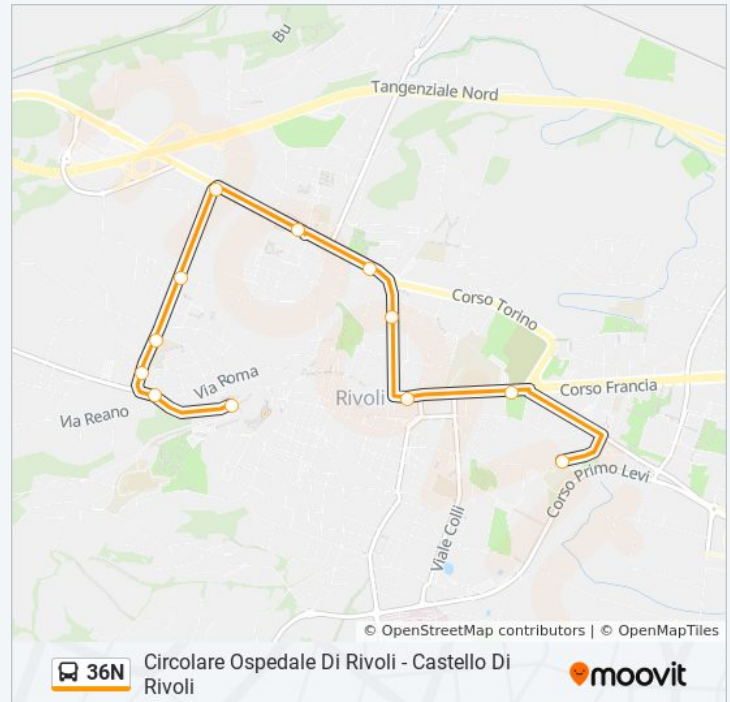 Bu
Tangenziale Nord
Corso Torino
Corso Francia
Via Roma
Rivoli
Via Reano
Corso Primo Levi
Viale Colli
© OpenStreetMap contributors | © OpenMapTiles
36N
Circolare Ospedale Di Rivoli - Castello Di
Rivoli
moovit